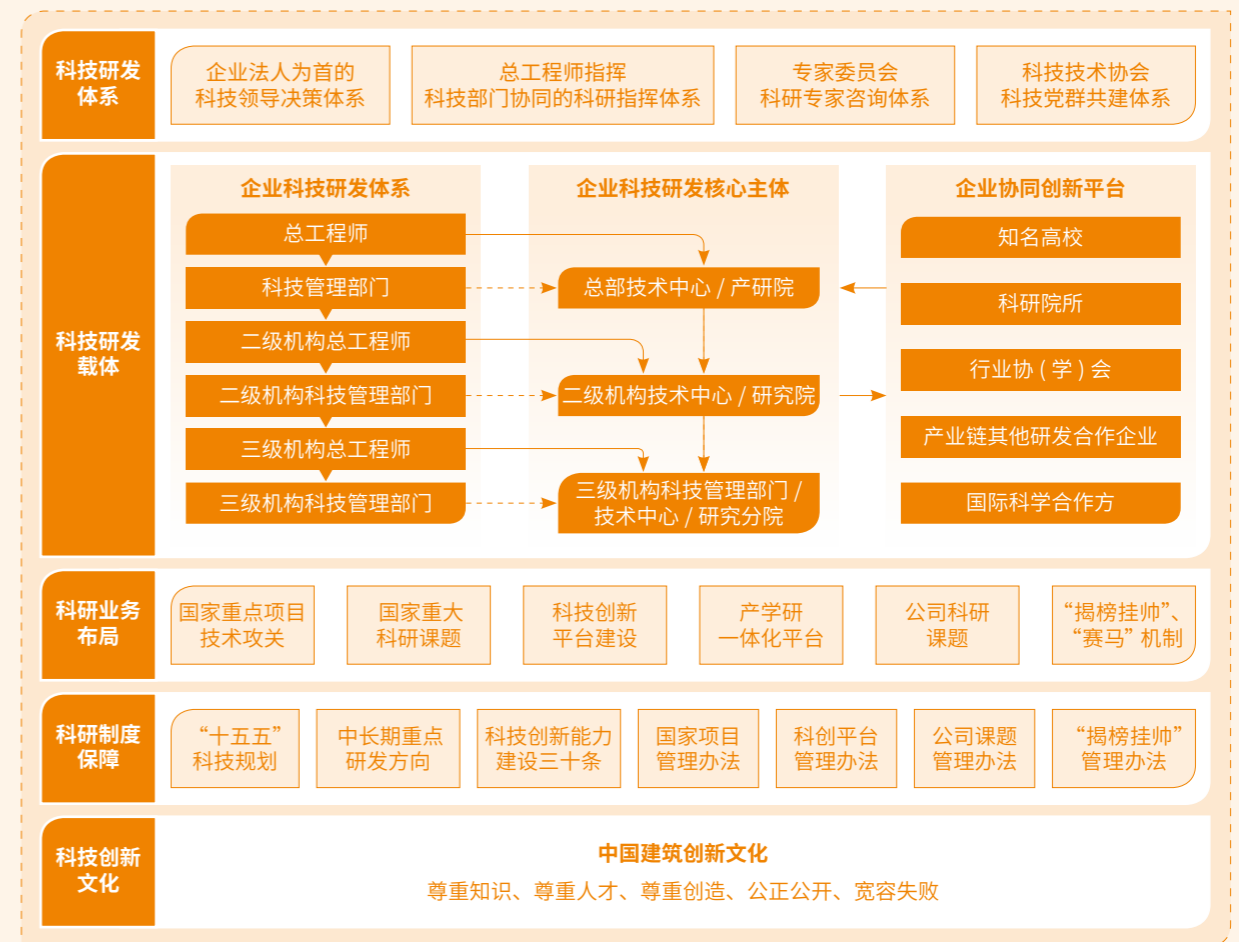 科技研发
体系
企业法人为首的
科技领导决策体系
总工程师指挥
科技部门协同的科研指挥体系
专家委员会
科研专家咨询体系
科技技术协会
科技党群共建体系
科技研发
载体
企业科技研发体系
总工程师
科技管理部门
二级机构总工程师
二级机构科技管理部门
三级机构总工程师
三级机构科技管理部门
企业科技研发核心主体
总部技术中心 / 产研院
二级机构技术中心 / 研究院
三级机构科技管理部门 /
技术中心 / 研究分院
企业协同创新平台
知名高校
科研院所
行业协 ( 学 ) 会
产业链其他研发合作企业
国际科学合作方
科研业务
布局
国家重点项目
技术攻关
国家重大
科研课题
科技创新
平台建设
产学研
一体化平台
公司科研
课题
“揭榜挂帅”、
“赛马” 机制
科研制度
保障
“十五五”
科技规划
中长期重点
研发方向
科技创新能力
建设三十条
国家项目
管理办法
科创平台
管理办法
公司课题
管理办法
“揭榜挂帅”
管理办法
科技创新
文化
中国建筑创新文化
尊重知识、尊重人才、尊重创造、公正公开、宽容失败